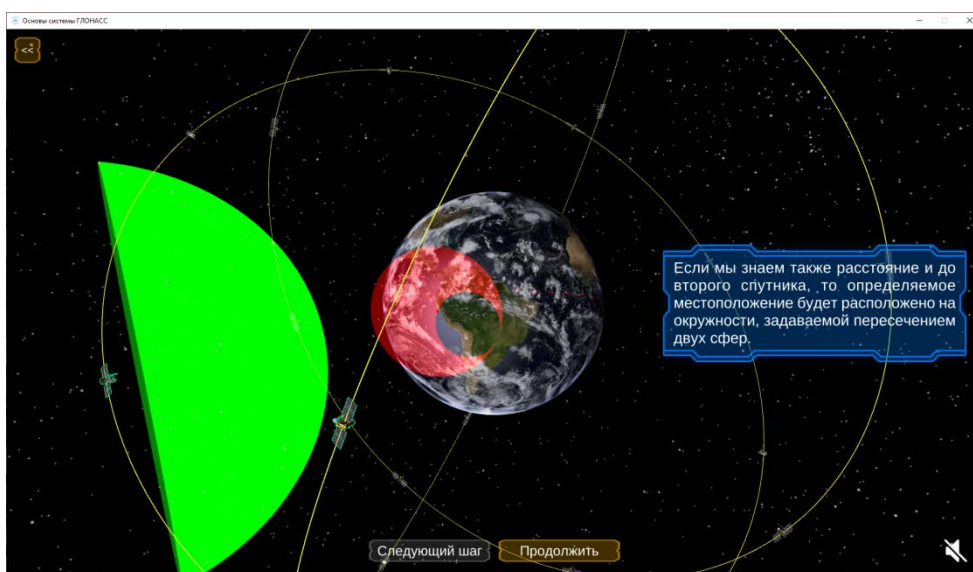 Основы системы ГЛОНАСС
<<
Если мы знаем также расстояние и до
второго спутника, то определяемое
местоположение будет расположено на
окружности, задаваемой пересечением
двух сфер.
Следующий шаг
Продолжить